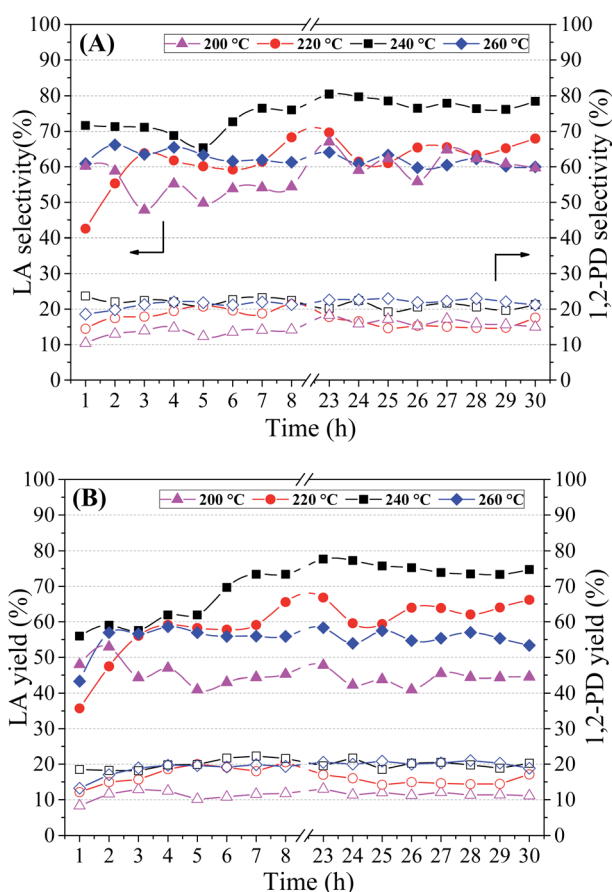 (A)
200 °C 220 °C 240 °C 260 °C
LA selectivity(%)
1,2-PD selectivity (%)
100 100
90 90
80 80
70 70
60 60
50 50
40 40
30 30
20 20
10 10
0 0
1 2 3 4 5 6 7 8 23 24 25 26 27 28 29 30
Time (h)
(B)
200 °C 220 °C 240 °C 260 °C
LA yield (%)
1,2-PD yield (%)
100 100
90 90
80 80
70 70
60 60
50 50
40 40
30 30
20 20
10 10
0 0
1 2 3 4 5 6 7 8 23 24 25 26 27 28 29 30
Time (h)